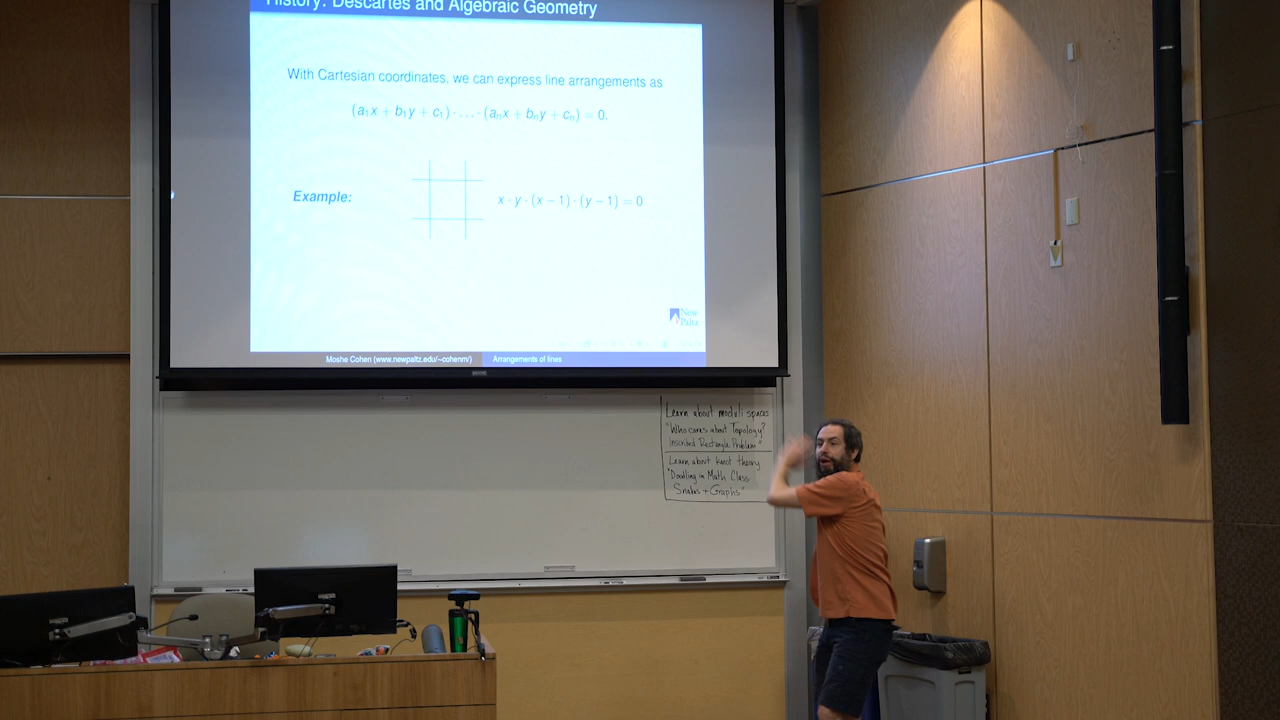 History: Descartes and Algebraic Geometry
With Cartesian coordinates, we can express line arrangements as
(a₁x + b₁y + c₁) · … · (aₙx + bₙy + cₙ) = 0.
Example:
x · y · (x − 1) · (y − 1) = 0
New
Paltz
Moshe Cohen (www.newpaltz.edu/~cohenm/)
Arrangements of lines
Learn about moduli spaces
"Who cares about Topology?
Inscribed Rectangle Problem"
Learn about knot theory
"Doodling in Math Class
Snakes + Graphs"